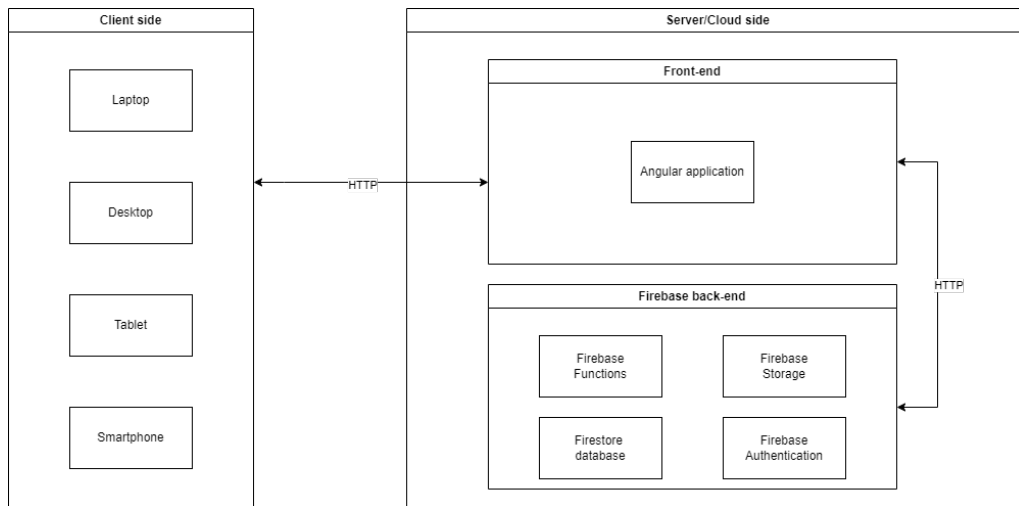 Client side
Laptop
Desktop
Tablet
Smartphone
HTTP
Server/Cloud side
Front-end
Angular application
HTTP
Firebase back-end
Firebase
Functions
Firebase
Storage
Firestore
database
Firebase
Authentication